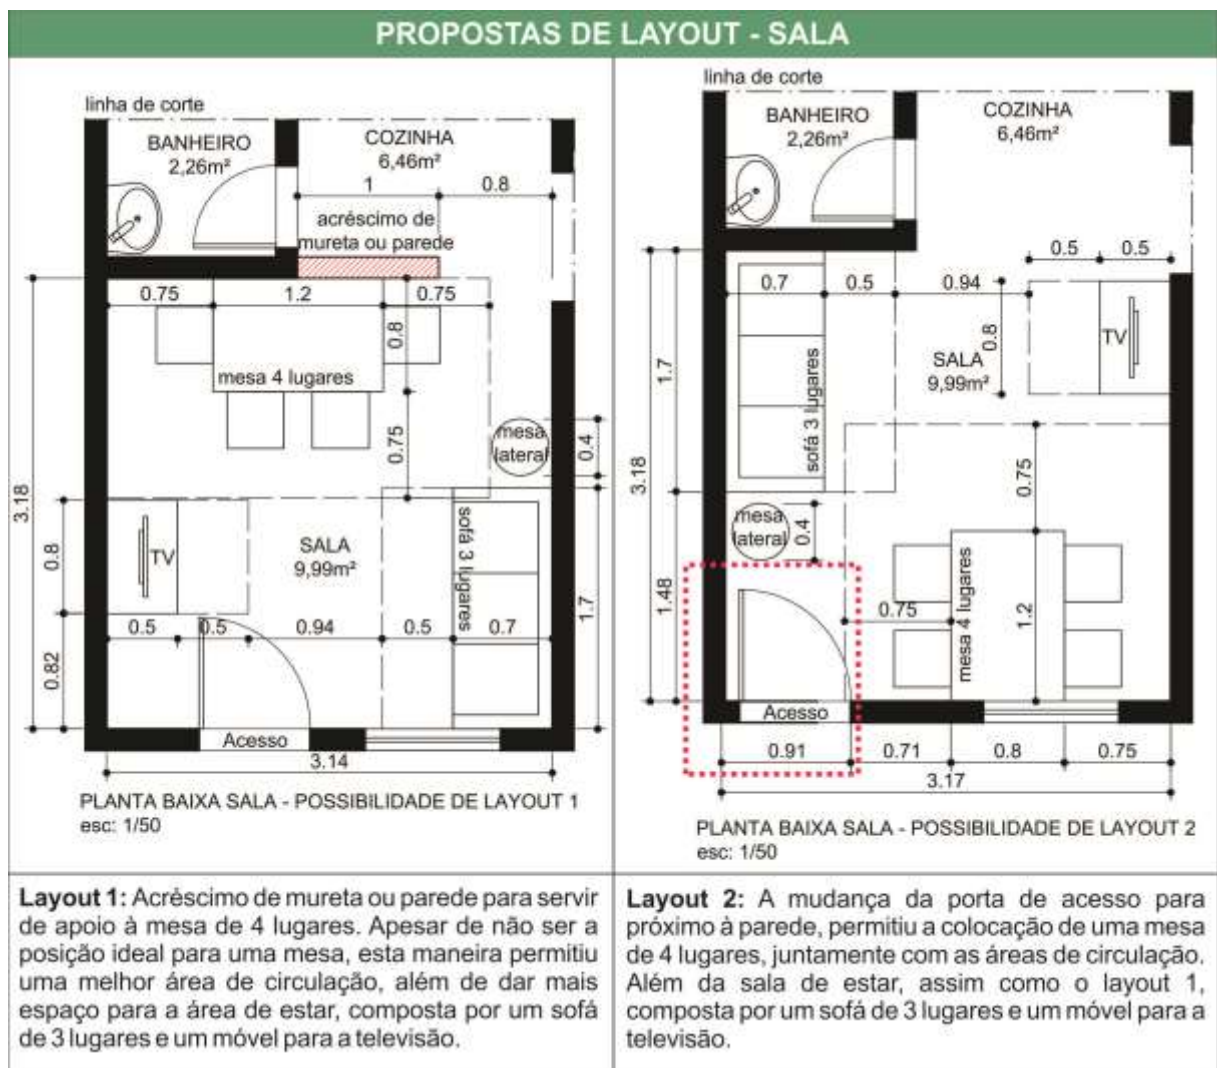 PROPOSTAS DE LAYOUT - SALA
linha de corte
BANHEIRO
2,26m²
COZINHA
6,46m²
1
0.8
acréscimo de
mureta ou parede
0.75
1.2
0.75
0.8
mesa 4 lugares
mesa
lateral
0.4
0.75
3.18
0.8
TV
SALA
9,99m²
sofá 3 lugares
1.7
0.5
0.5
0.94
0.5
0.7
0.82
Acesso
3.14
PLANTA BAIXA SALA - POSSIBILIDADE DE LAYOUT 1
esc: 1/50
linha de corte
BANHEIRO
2,26m²
COZINHA
6,46m²
0.5
0.5
0.7
0.5
0.94
0.8
TV
SALA
9,99m²
1.7
sofá 3 lugares
3.18
0.75
mesa
lateral
0.4
1.48
0.75
mesa 4 lugares
1.2
Acesso
0.91
0.71
0.8
0.75
3.17
PLANTA BAIXA SALA - POSSIBILIDADE DE LAYOUT 2
esc: 1/50
Layout 1: Acréscimo de mureta ou parede para servir
de apoio à mesa de 4 lugares. Apesar de não ser a
posição ideal para uma mesa, esta maneira permitiu
uma melhor área de circulação, além de dar mais
espaço para a área de estar, composta por um sofá
de 3 lugares e um móvel para a televisão.
Layout 2: A mudança da porta de acesso para
próximo à parede, permitiu a colocação de uma mesa
de 4 lugares, juntamente com as áreas de circulação.
Além da sala de estar, assim como o layout 1,
composta por um sofá de 3 lugares e um móvel para a
televisão.